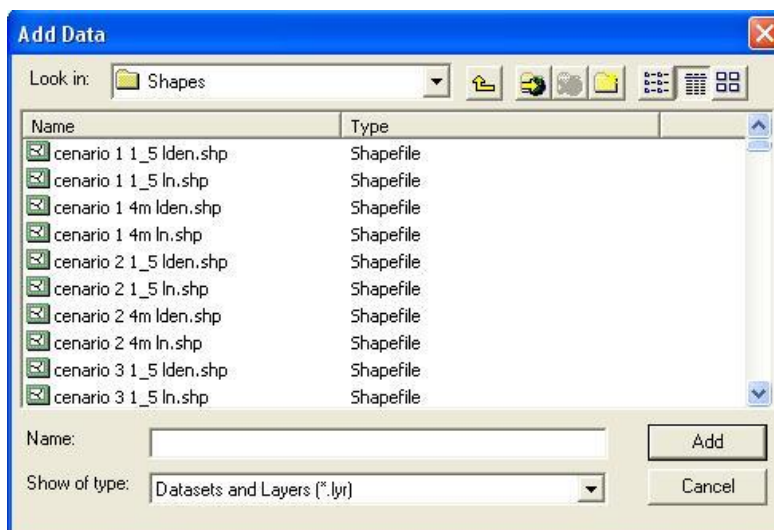 Add Data
Look in: Shapes
Name Type
cenario 1 1_5 lden.shp Shapefile
cenario 1 1_5 ln.shp Shapefile
cenario 1 4m lden.shp Shapefile
cenario 1 4m ln.shp Shapefile
cenario 2 1_5 lden.shp Shapefile
cenario 2 1_5 ln.shp Shapefile
cenario 2 4m lden.shp Shapefile
cenario 2 4m ln.shp Shapefile
cenario 3 1_5 lden.shp Shapefile
cenario 3 1_5 ln.shp Shapefile
Name: Add
Show of type: Datasets and Layers (*.lyr) Cancel